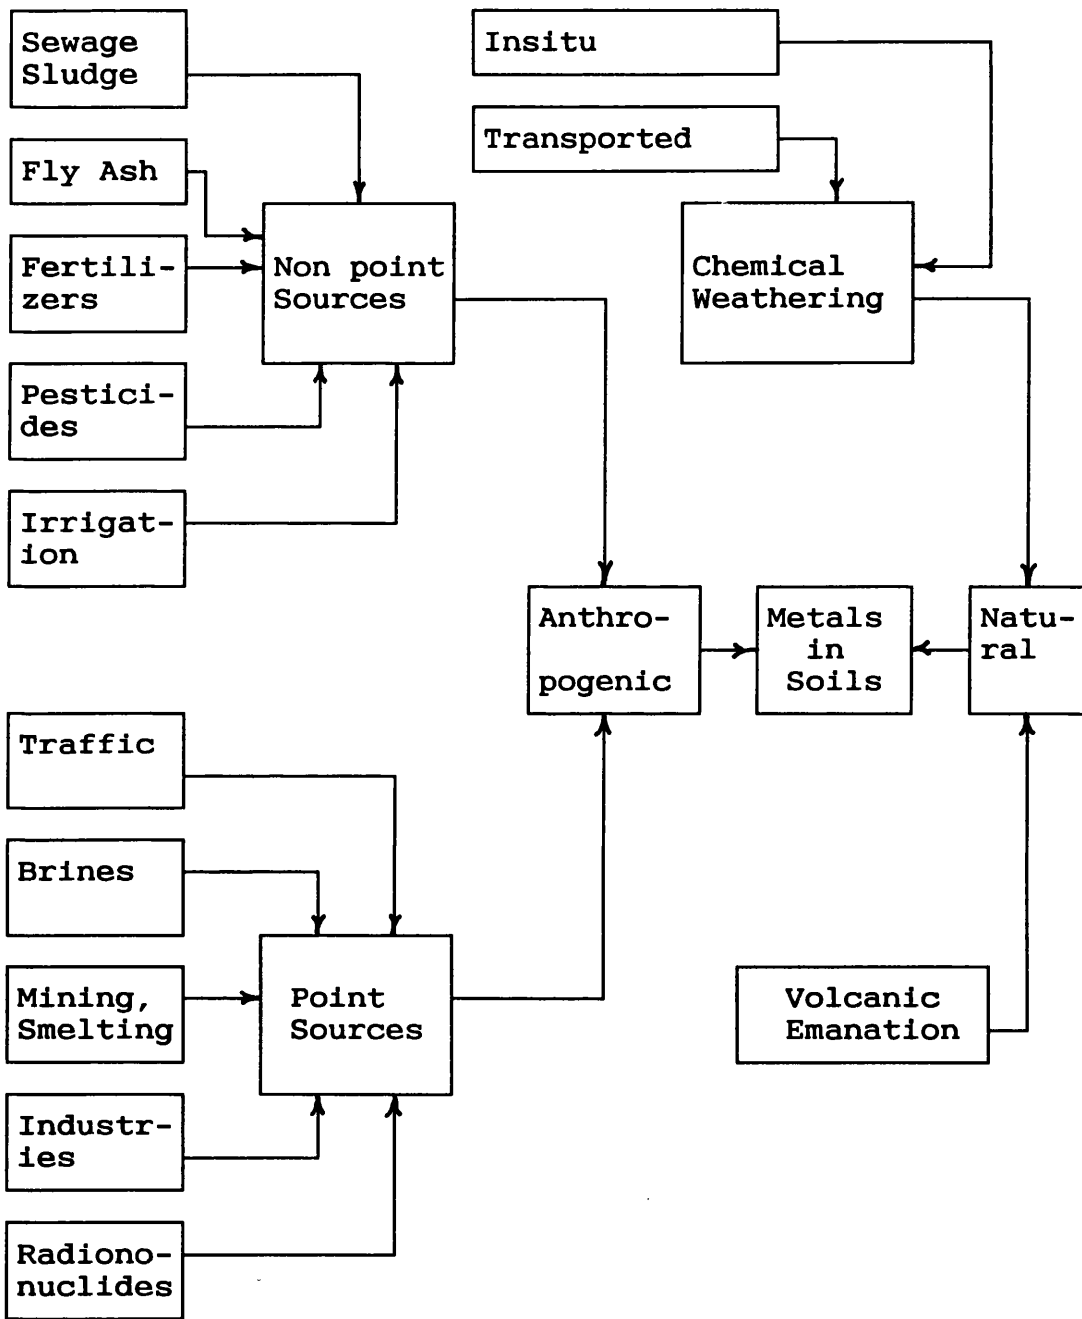 Sewage
Sludge
Fly Ash
Fertili-
zers
Pestici-
des
Irrigat-
ion
Non point
Sources
Insitu
Transported
Chemical
Weathering
Anthro-
pogenic
Metals
in
Soils
Natu-
ral
Traffic
Brines
Mining,
Smelting
Industr-
ies
Radiono-
nuclides
Point
Sources
Volcanic
Emanation